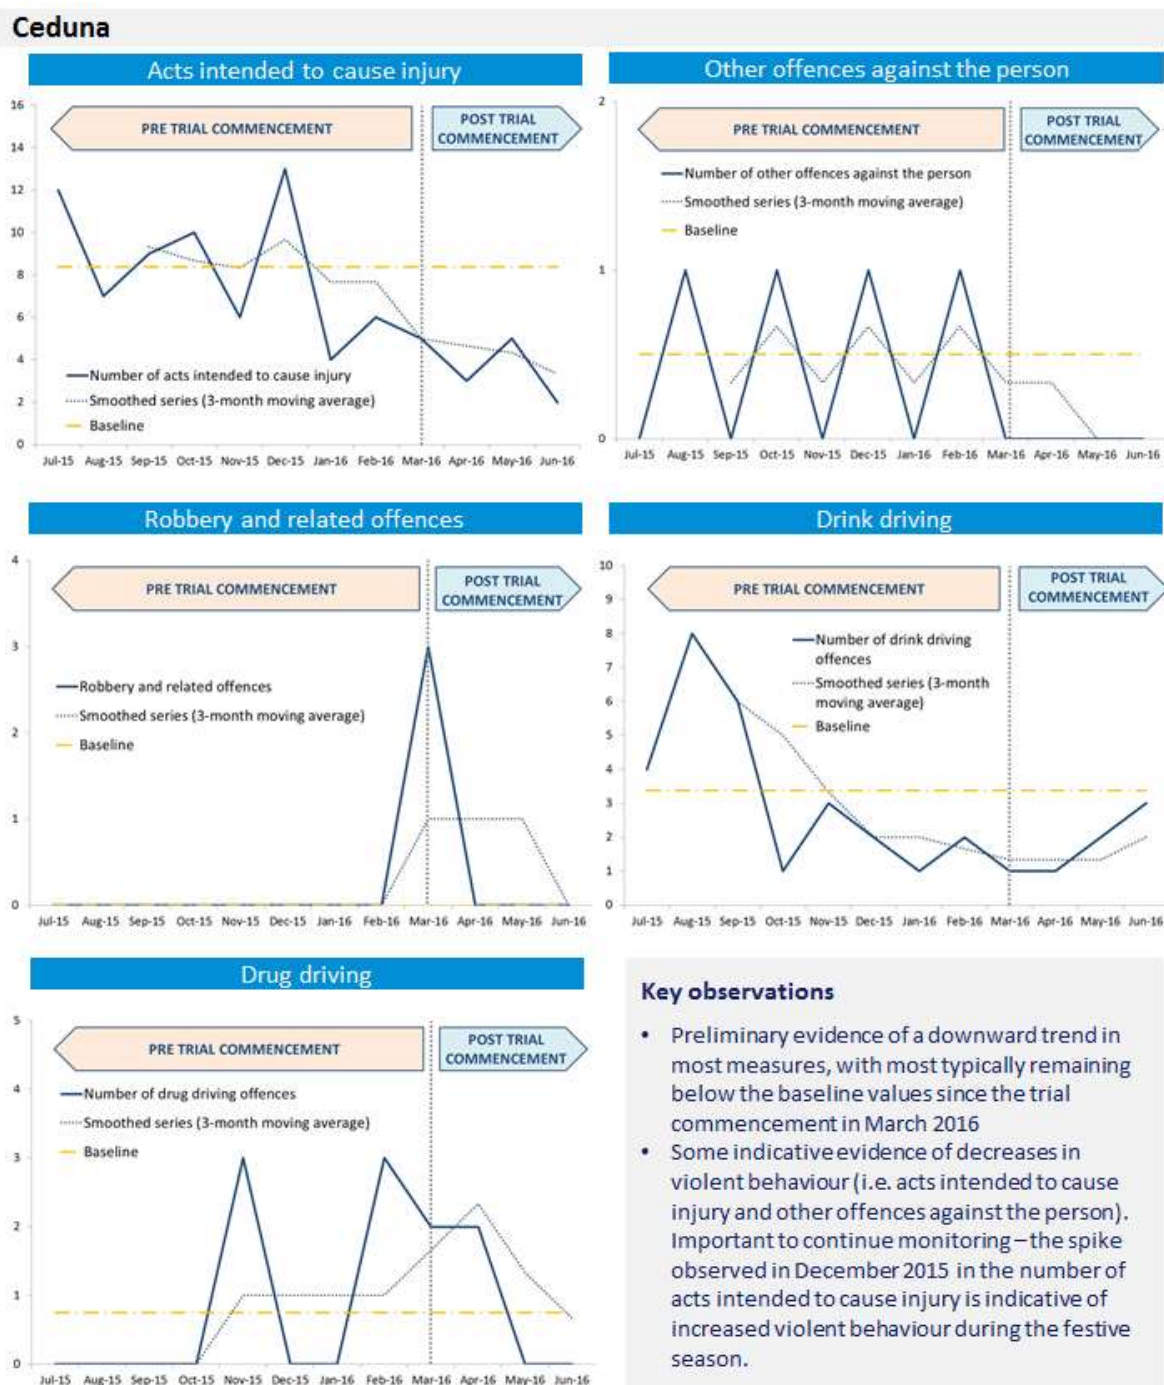 Ceduna
Acts intended to cause injury
16
14
12
10
8
6
4
2
0
PRE TRIAL COMMENCEMENT
POST TRIAL
COMMENCEMENT
Number of acts intended to cause injury
Smoothed series (3-month moving average)
Baseline
Jul-15 Aug-15 Sep-15 Oct-15 Nov-15 Dec-15 Jan-16 Feb-16 Mar-16 Apr-16 May-16 Jun-16
Other offences against the person
2
1
0
PRE TRIAL COMMENCEMENT
POST TRIAL
COMMENCEMENT
Number of other offences against the person
Smoothed series (3-month moving average)
Baseline
Jul-15 Aug-15 Sep-15 Oct-15 Nov-15 Dec-15 Jan-16 Feb-16 Mar-16 Apr-16 May-16 Jun-16
Robbery and related offences
4
3
2
1
0
PRE TRIAL COMMENCEMENT
POST TRIAL
COMMENCEMENT
Robbery and related offences
Smoothed series (3-month moving average)
Baseline
Jul-15 Aug-15 Sep-15 Oct-15 Nov-15 Dec-15 Jan-16 Feb-16 Mar-16 Apr-16 May-16 Jun-16
Drink driving
10
9
8
7
6
5
4
3
2
1
0
PRE TRIAL COMMENCEMENT
POST TRIAL
COMMENCEMENT
Number of drink driving
offences
Smoothed series (3-month
moving average)
Baseline
Jul-15 Aug-15 Sep-15 Oct-15 Nov-15 Dec-15 Jan-16 Feb-16 Mar-16 Apr-16 May-16 Jun-16
Drug driving
5
4
3
2
1
0
PRE TRIAL COMMENCEMENT
POST TRIAL
COMMENCEMENT
Number of drug driving offences
Smoothed series (3-month moving average)
Baseline
Jul-15 Aug-15 Sep-15 Oct-15 Nov-15 Dec-15 Jan-16 Feb-16 Mar-16 Apr-16 May-16 Jun-16
Key observations
• Preliminary evidence of a downward trend in
most measures, with most typically remaining
below the baseline values since the trial
commencement in March 2016
• Some indicative evidence of decreases in
violent behaviour (i.e. acts intended to cause
injury and other offences against the person).
Important to continue monitoring – the spike
observed in December 2015 in the number of
acts intended to cause injury is indicative of
increased violent behaviour during the festive
season.